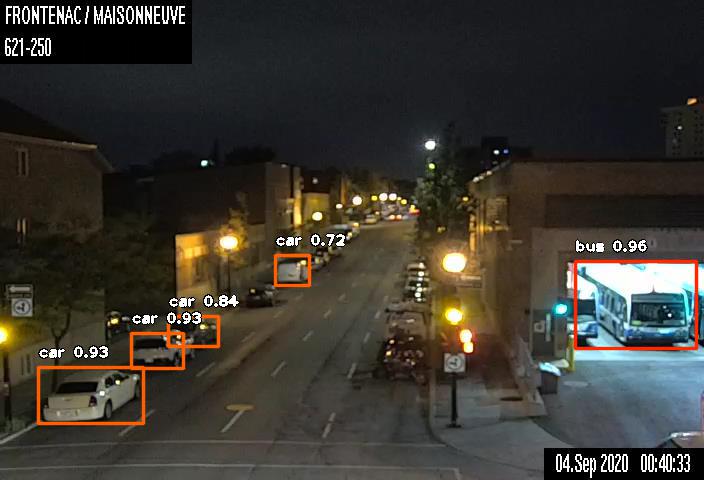 FRONTENAC / MAISONNEUVE
621-250
car 0.72
bus 0.96
car 0.84
car 0.93
car 0.93
04.Sep 2020 00:40:33